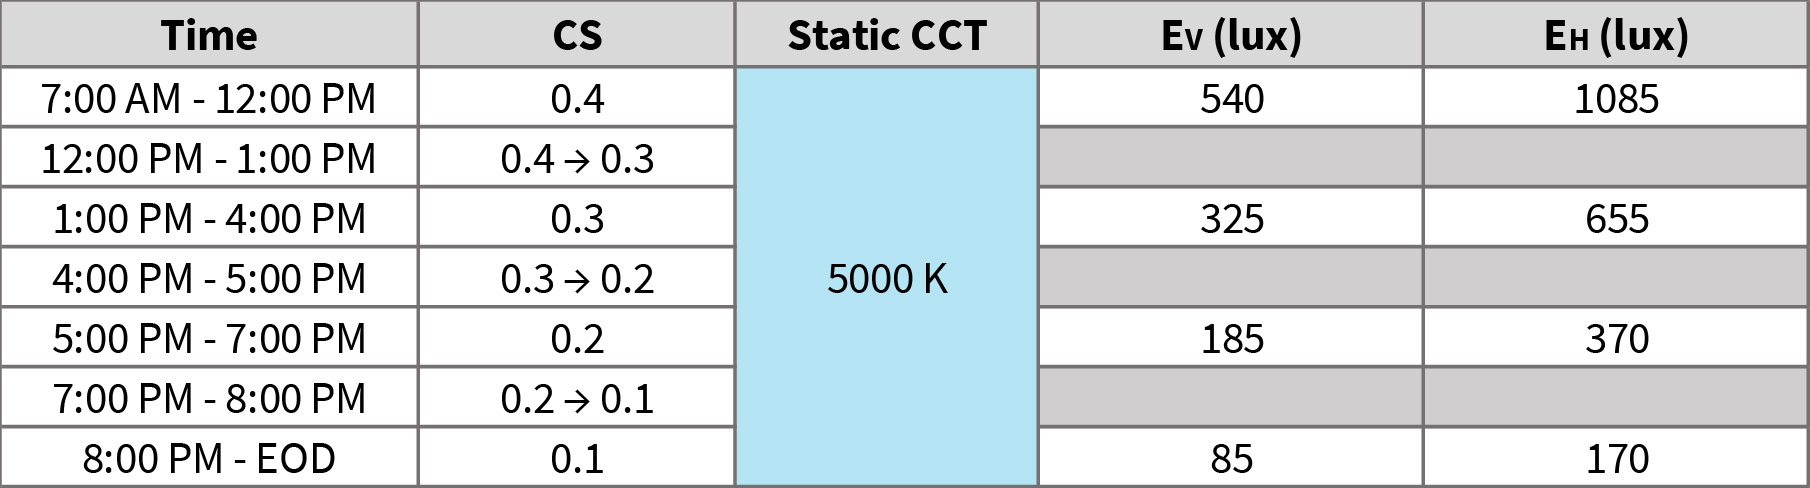 Time CS Static CCT EV (lux) EH (lux)
7:00 AM - 12:00 PM 0.4 540 1085
12:00 PM - 1:00 PM 0.4 → 0.3
1:00 PM - 4:00 PM 0.3 325 655
4:00 PM - 5:00 PM 0.3 → 0.2 5000 K
5:00 PM - 7:00 PM 0.2 185 370
7:00 PM - 8:00 PM 0.2 → 0.1
8:00 PM - EOD 0.1 85 170